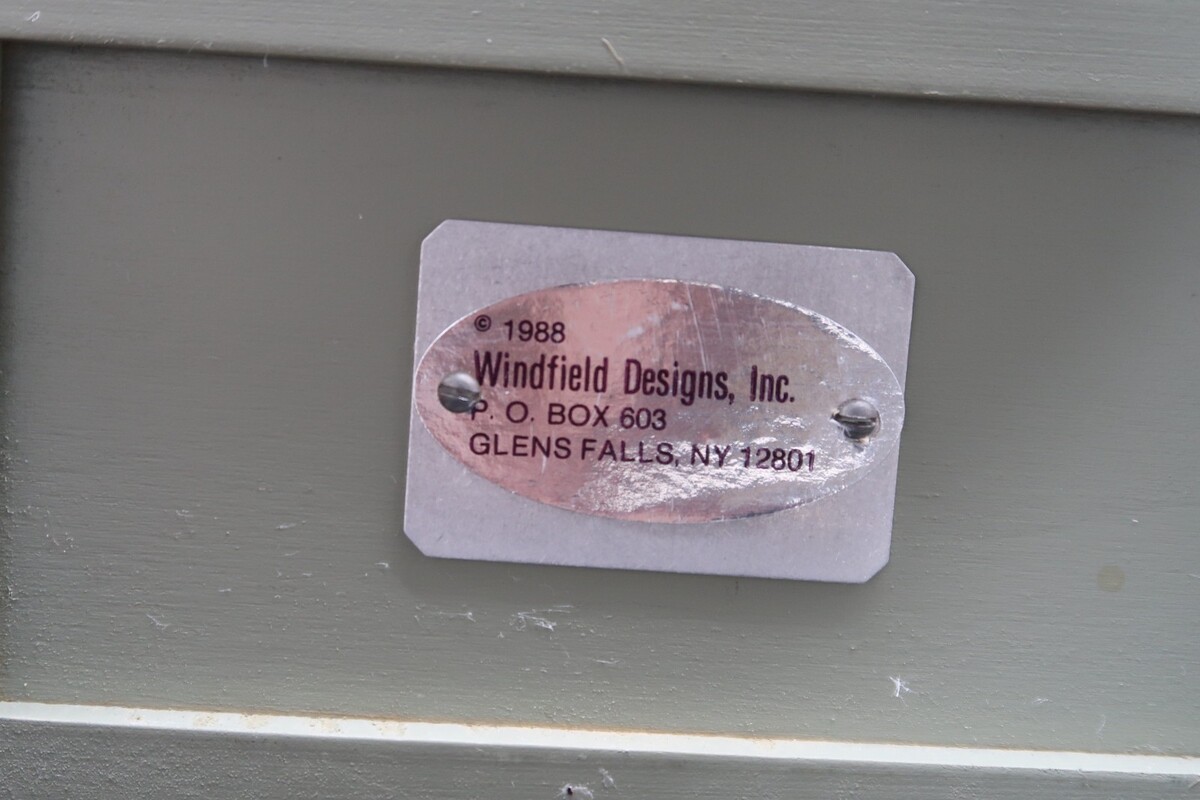 © 1988
Windfield Designs, Inc.
P. O. BOX 603
GLENS FALLS, NY 12801